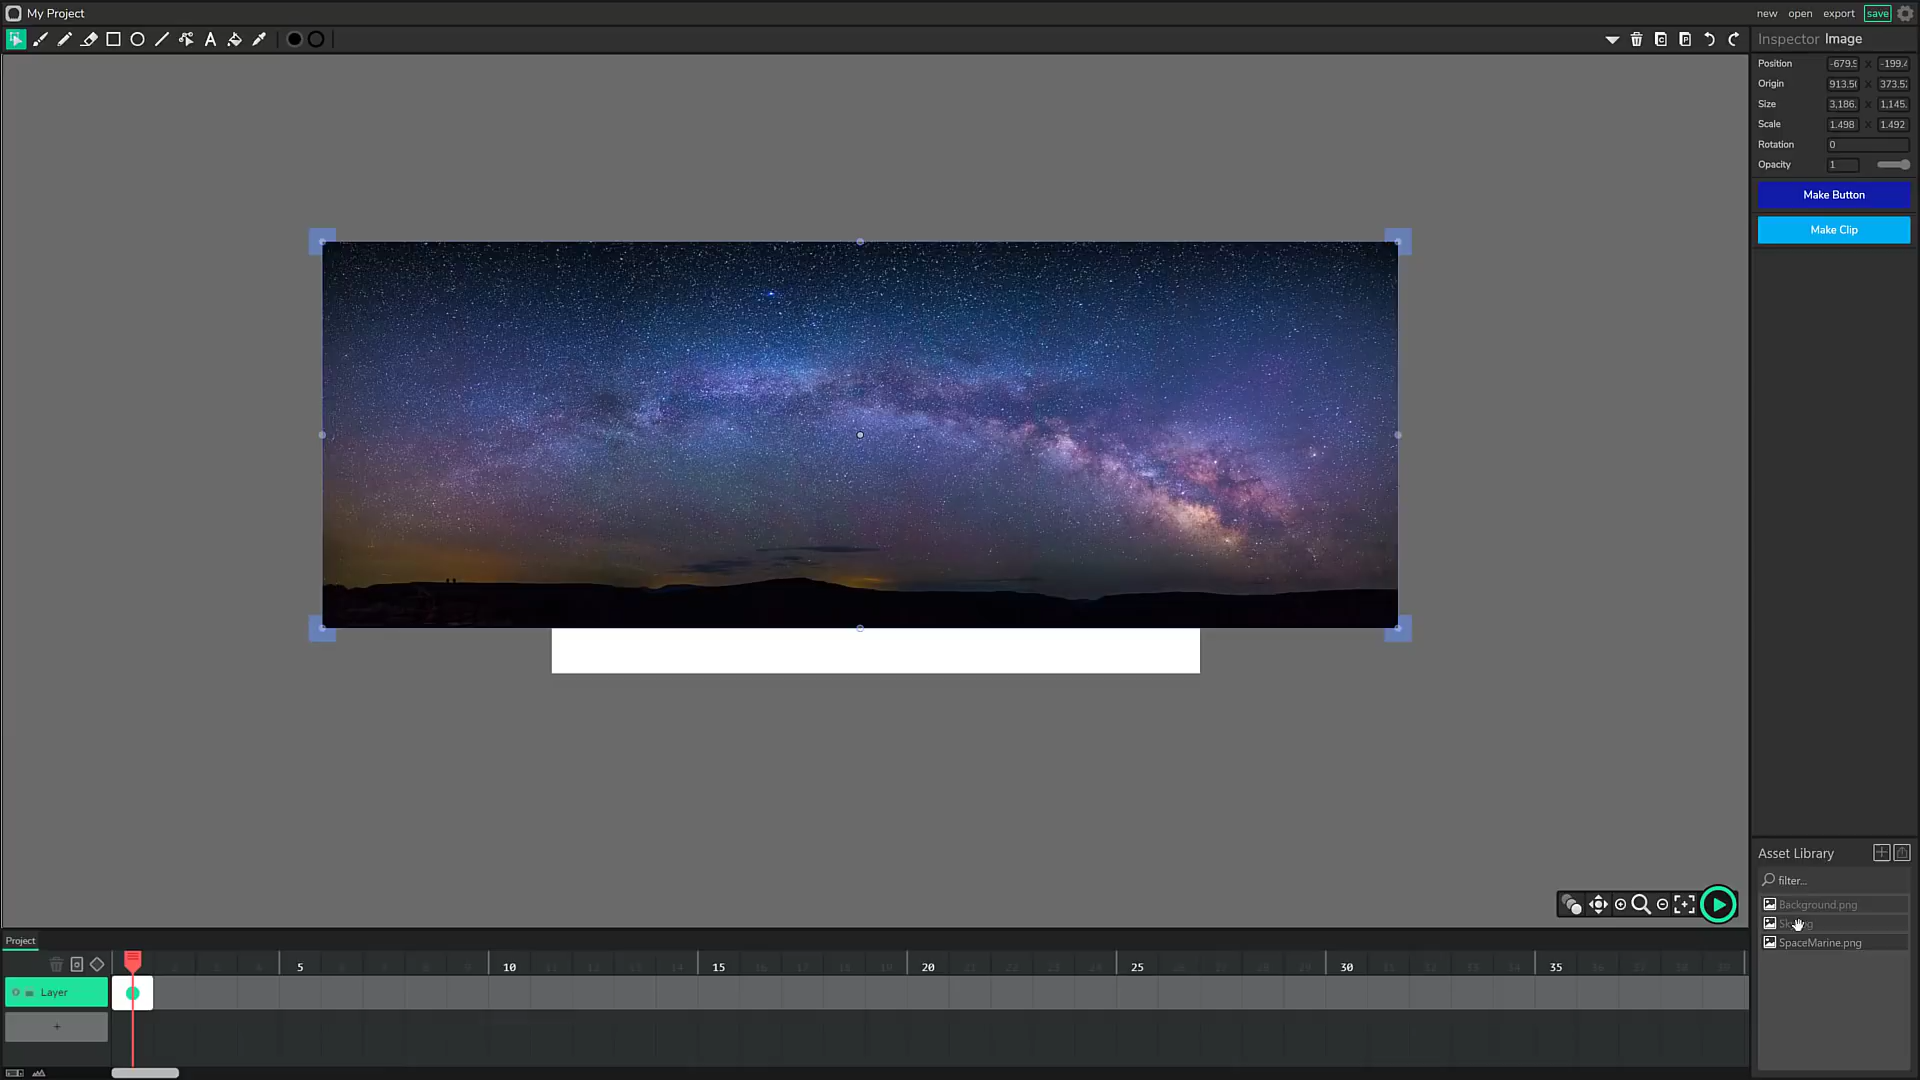 My Project
new open export save
A
Inspector Image
Position -679.5 x -199.4
Origin 913.5 x 373.5
Size 3,186. x 1,145.
Scale 1.498 x 1.492
Rotation 0
Opacity 1
Make Button
Make Clip
Asset Library
filter...
Background.png
SpaceMarine.png
Project
5 10 15 20 25 30 35
Layer
+